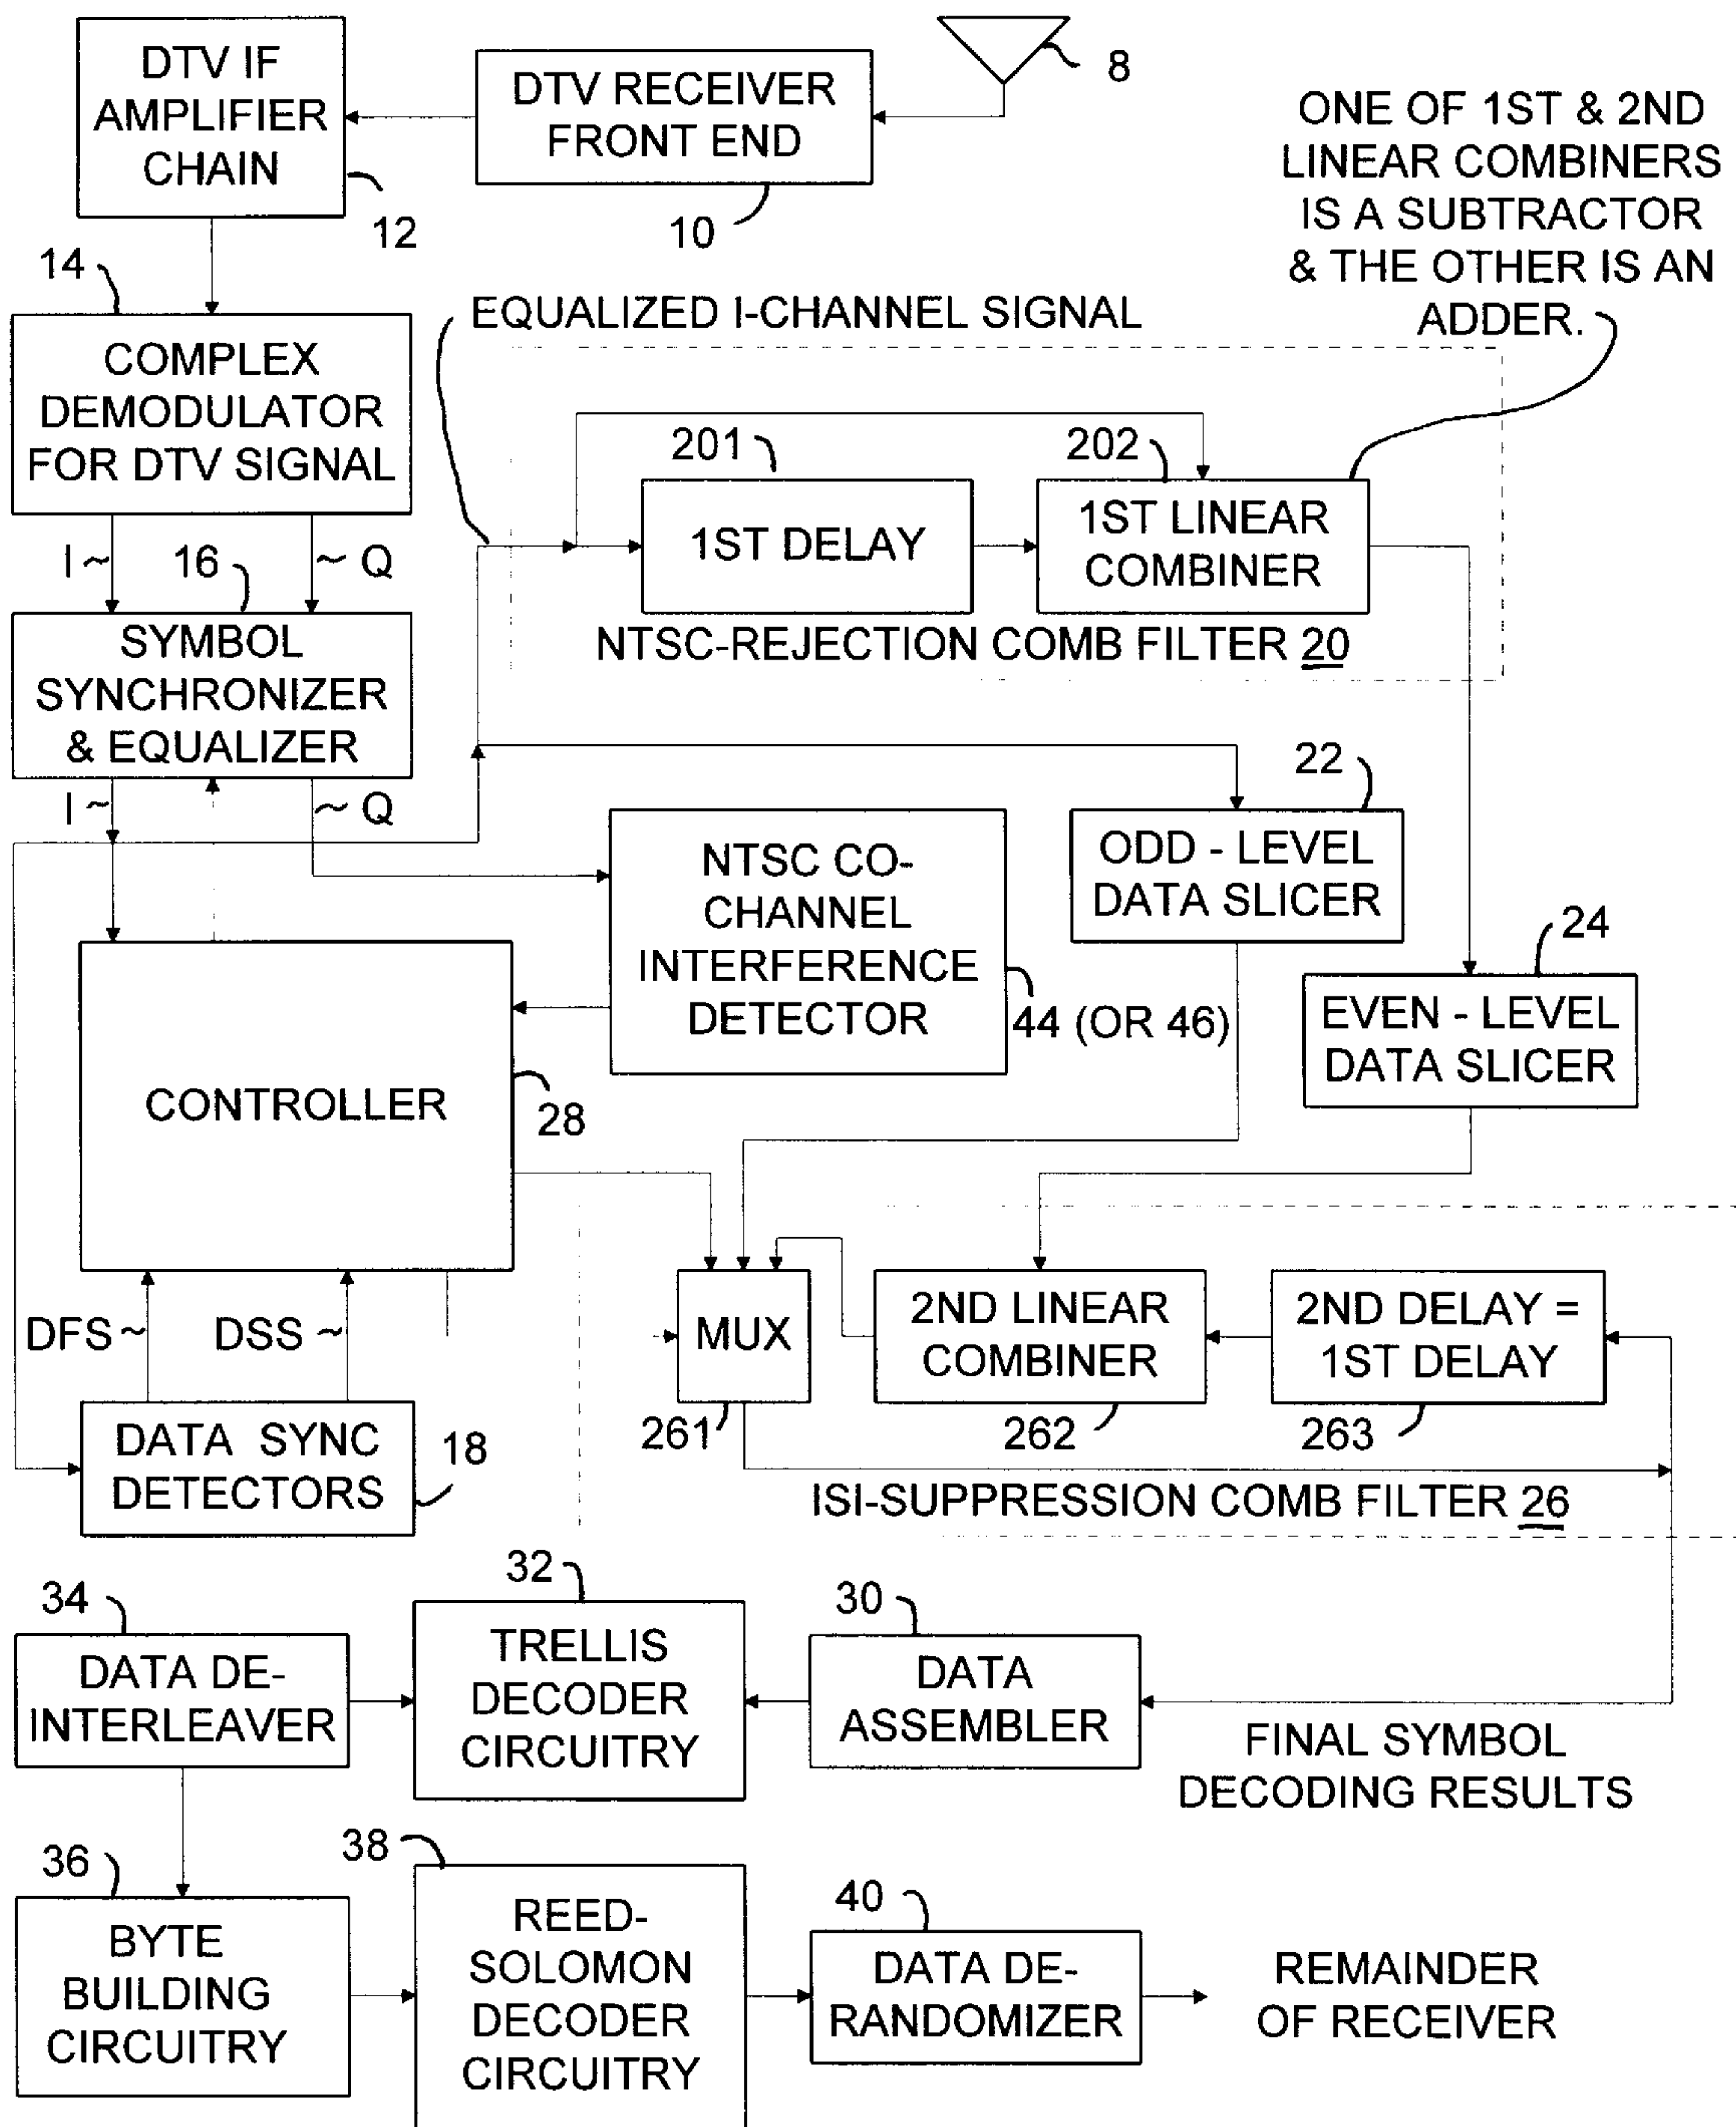 DTV IF
AMPLIFIER
CHAIN
12
DTV RECEIVER
FRONT END
10
8
ONE OF 1ST & 2ND
LINEAR COMBINERS
IS A SUBTRACTOR
& THE OTHER IS AN
ADDER.
14
COMPLEX
DEMODULATOR
FOR DTV SIGNAL
EQUALIZED I-CHANNEL SIGNAL
201
1ST DELAY
202
1ST LINEAR
COMBINER
NTSC-REJECTION COMB FILTER 20
I ~
16
~ Q
SYMBOL
SYNCHRONIZER
& EQUALIZER
I ~
~ Q
22
ODD - LEVEL
DATA SLICER
NTSC CO-
CHANNEL
INTERFERENCE
DETECTOR
44 (OR 46)
24
EVEN - LEVEL
DATA SLICER
CONTROLLER
28
DFS ~
DSS ~
MUX
261
2ND LINEAR
COMBINER
262
2ND DELAY =
1ST DELAY
263
DATA SYNC
DETECTORS
18
ISI-SUPPRESSION COMB FILTER 26
34
DATA DE-
INTERLEAVER
32
TRELLIS
DECODER
CIRCUITRY
30
DATA
ASSEMBLER
FINAL SYMBOL
DECODING RESULTS
36
BYTE
BUILDING
CIRCUITRY
38
REED-
SOLOMON
DECODER
CIRCUITRY
40
DATA DE-
RANDOMIZER
REMAINDER
OF RECEIVER